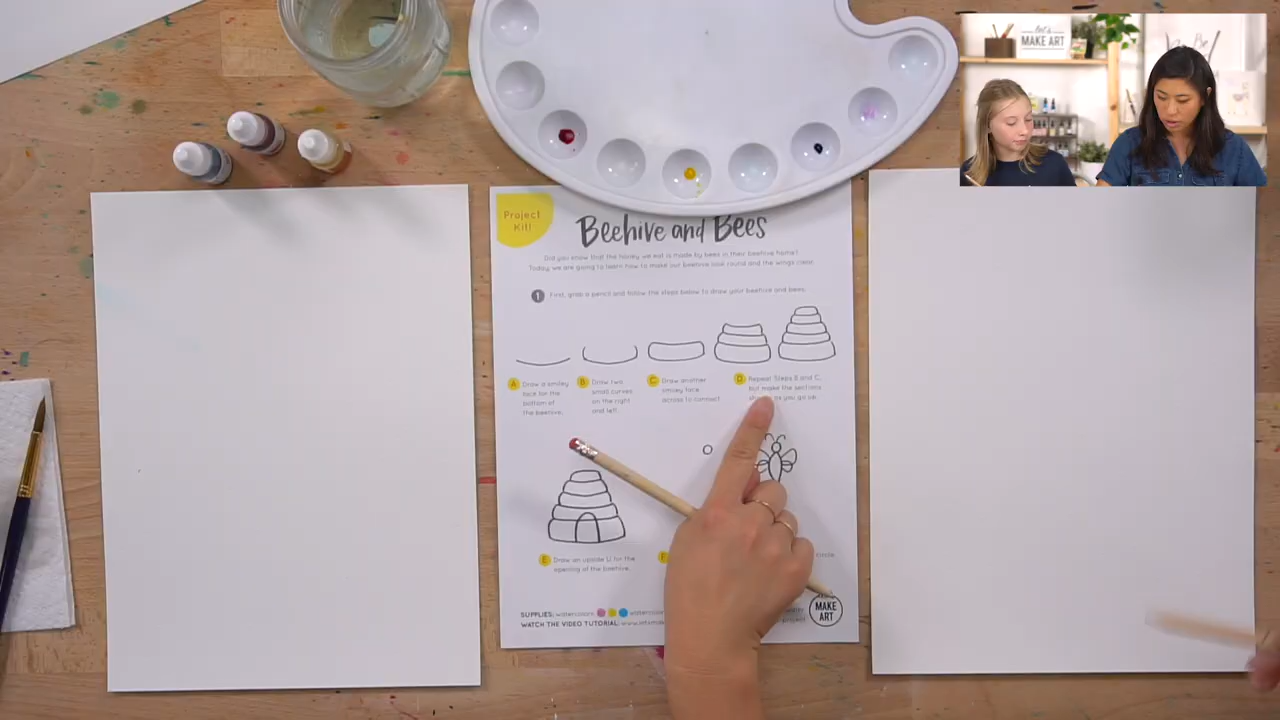 let's
MAKE ART
Project
Kit!
Beehive and Bees
Did you know that the honey we eat is made by bees in their beehive home?
Today we are going to learn how to make our beehive look round and the wings clear.
1 First, grab a pencil and follow the steps below to draw your beehive and bees.
A Draw a smiley
face for the
bottom of
the beehive.
B Draw two
small curves
on the right
and left.
C Draw another
smiley face
across to connect.
D Repeat Steps B and C,
but make the sections
as you go up.
E Draw an upside U for the
opening of the beehive.
F
circle
SUPPLIES: watercolors
WATCH THE VIDEO TUTORIAL:
MAKE
ART